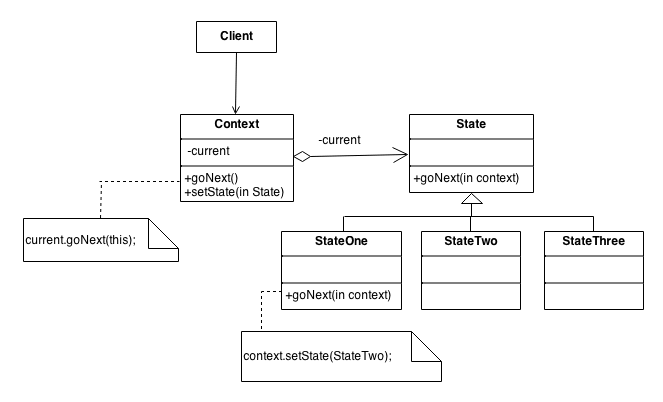 Client
Context
-current
+goNext()
+setState(in State)
-current
State
+goNext(in context)
current.goNext(this);
StateOne
+goNext(in context)
StateTwo
StateThree
context.setState(StateTwo);